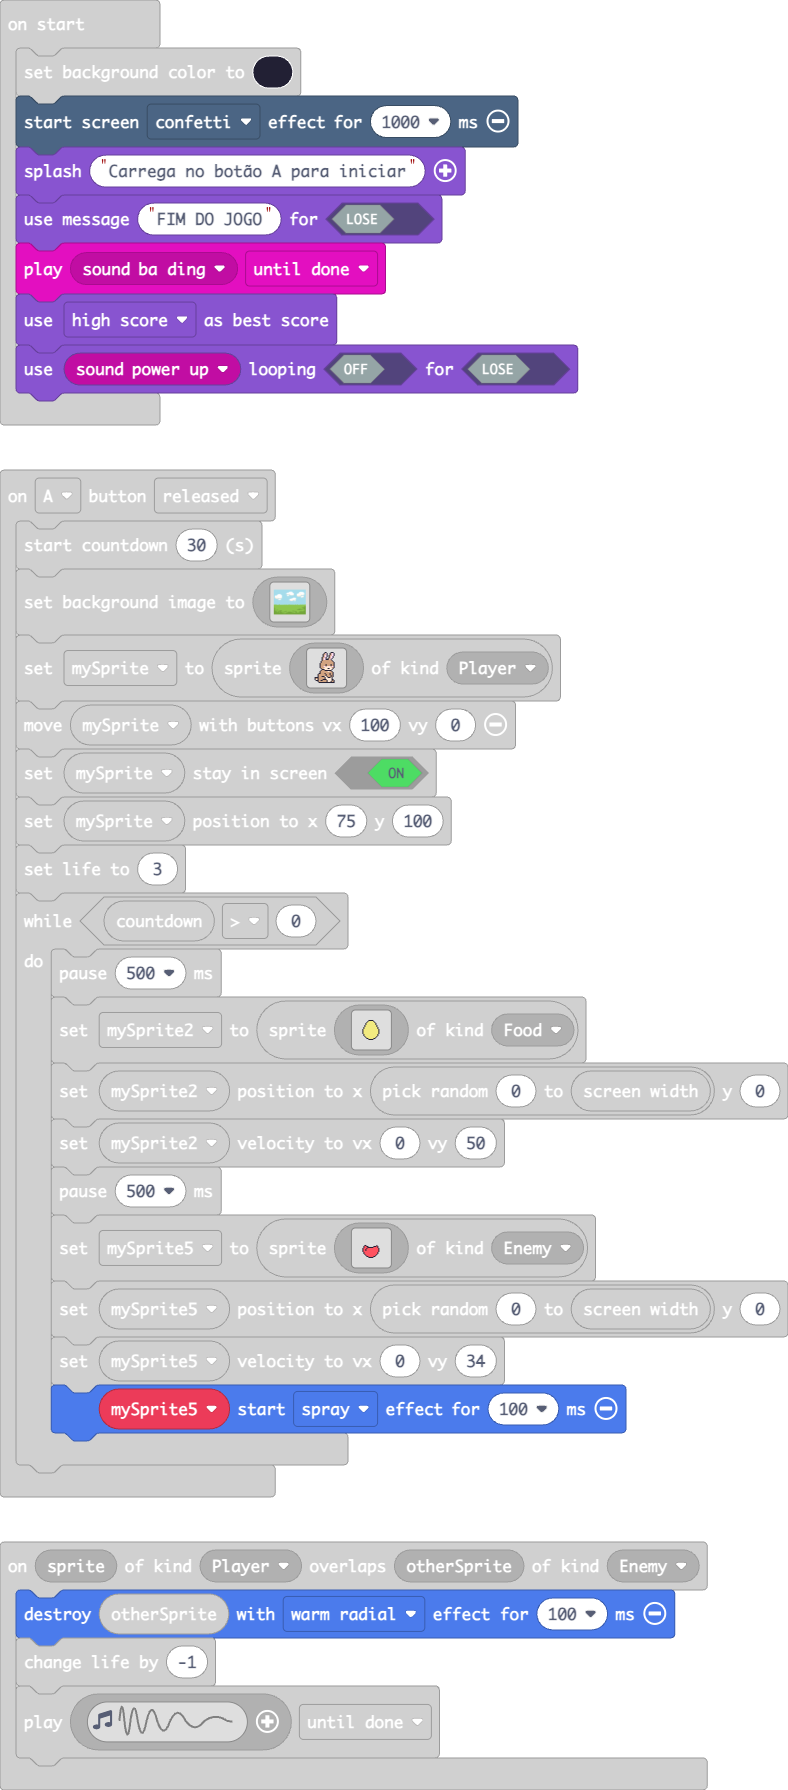 on start
set background color to
start screen confetti effect for 1000 ms
splash "Carrega no botão A para iniciar"
use message "FIM DO JOGO" for LOSE
play sound ba ding until done
use high score as best score
use sound power up looping OFF for LOSE
on A button released
start countdown 30 (s)
set background image to
set mySprite to sprite of kind Player
move mySprite with buttons vx 100 vy 0
set mySprite stay in screen ON
set mySprite position to x 75 y 100
set life to 3
while countdown > 0
do
pause 500 ms
set mySprite2 to sprite of kind Food
set mySprite2 position to x pick random 0 to screen width y 0
set mySprite2 velocity to vx 0 vy 50
pause 500 ms
set mySprite5 to sprite of kind Enemy
set mySprite5 position to x pick random 0 to screen width y 0
set mySprite5 velocity to vx 0 vy 34
mySprite5 start spray effect for 100 ms
on sprite of kind Player overlaps otherSprite of kind Enemy
destroy otherSprite with warm radial effect for 100 ms
change life by -1
play until done